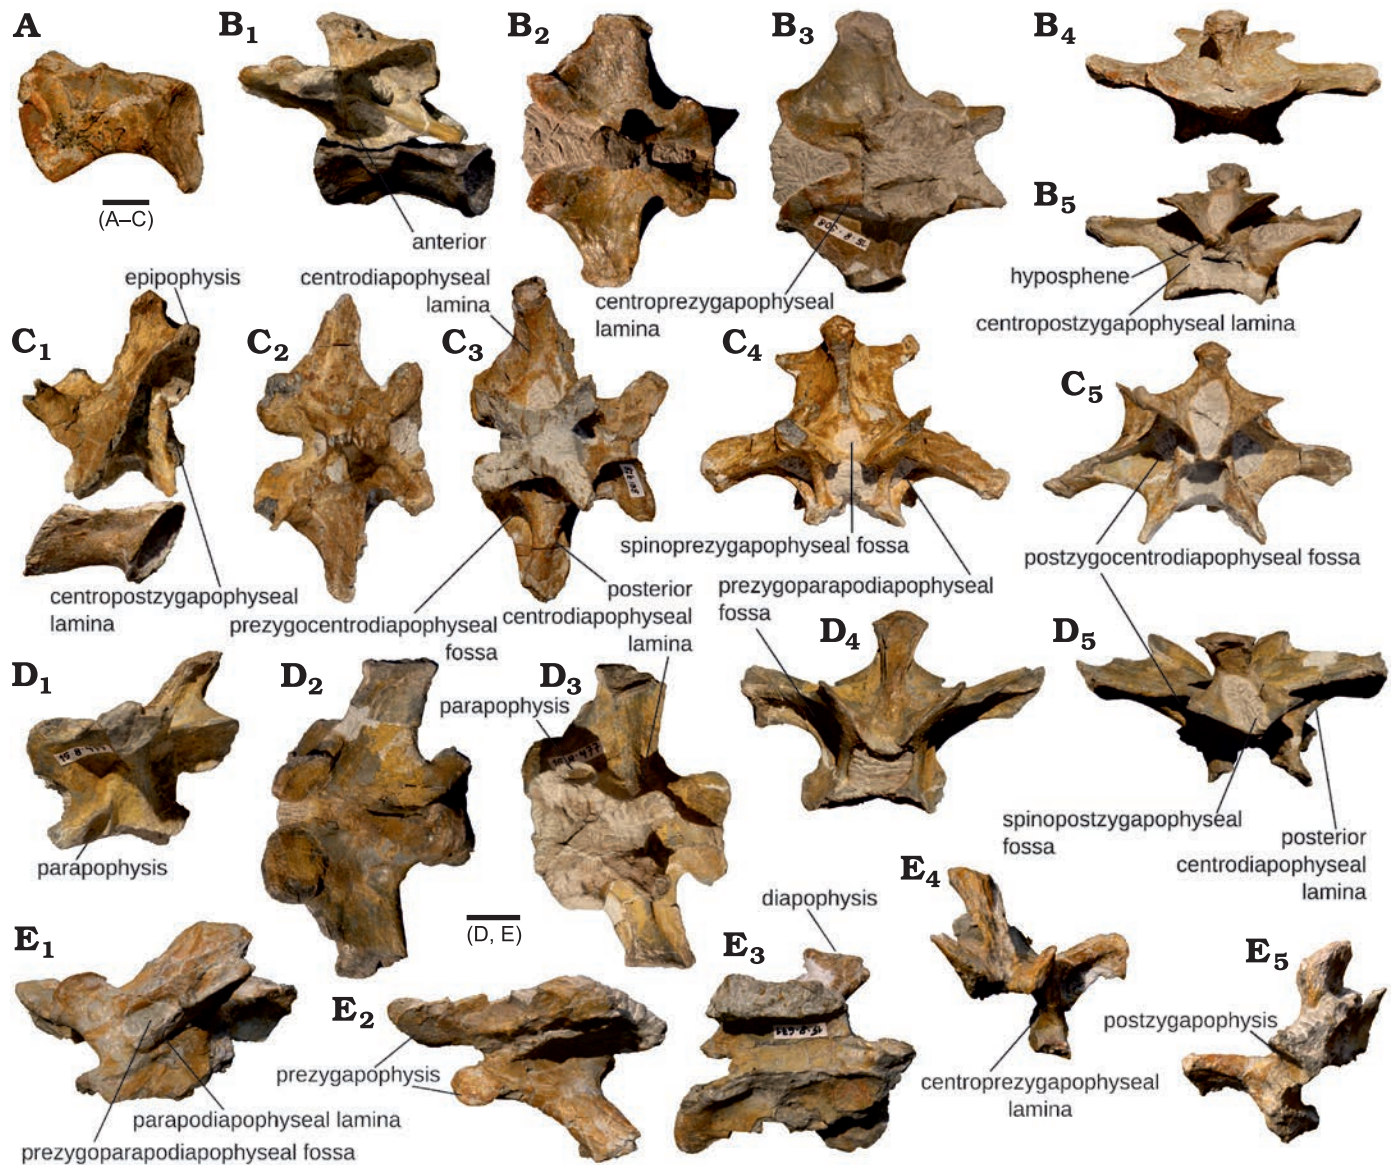 A
B1
B2
B3
B4
(A–C)
anterior
B5
hyposphene
centropostzygapophyseal lamina
epipophysis
centrodiapophyseal
lamina
centroprezygapophyseal
lamina
C1
C2
C3
C4
C5
centropostzygapophyseal
lamina
prezygocentrodiapophyseal
fossa
posterior
centrodiapophyseal
lamina
spinoprezygapophyseal fossa
prezygoparapodiapophyseal
fossa
postzygocentrodiapophyseal fossa
D1
D2
D3
D4
D5
parapophysis
parapophysis
spinopostzygapophyseal
fossa
posterior
centrodiapophyseal
lamina
(D, E)
E1
E2
E3
E4
E5
diapophysis
prezygapophysis
parapodiapophyseal lamina
prezygoparapodiapophyseal fossa
centroprezygapophyseal
lamina
postzygapophysis